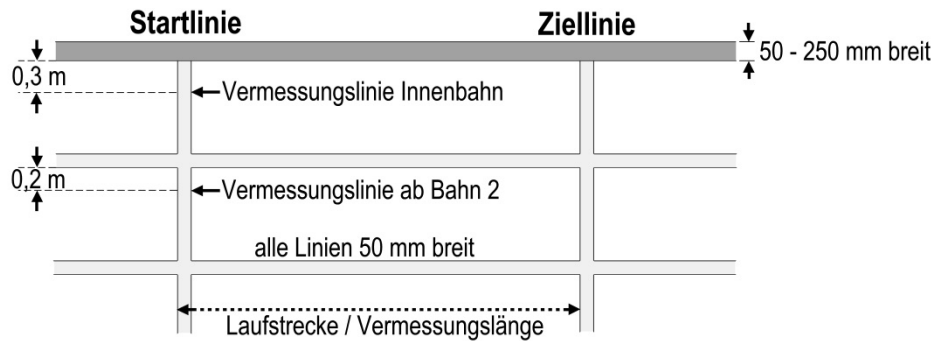 Startlinie
Ziellinie
50 - 250 mm breit
0,3 m
Vermessungslinie Innenbahn
0,2 m
Vermessungslinie ab Bahn 2
alle Linien 50 mm breit
Laufstrecke / Vermessungslänge